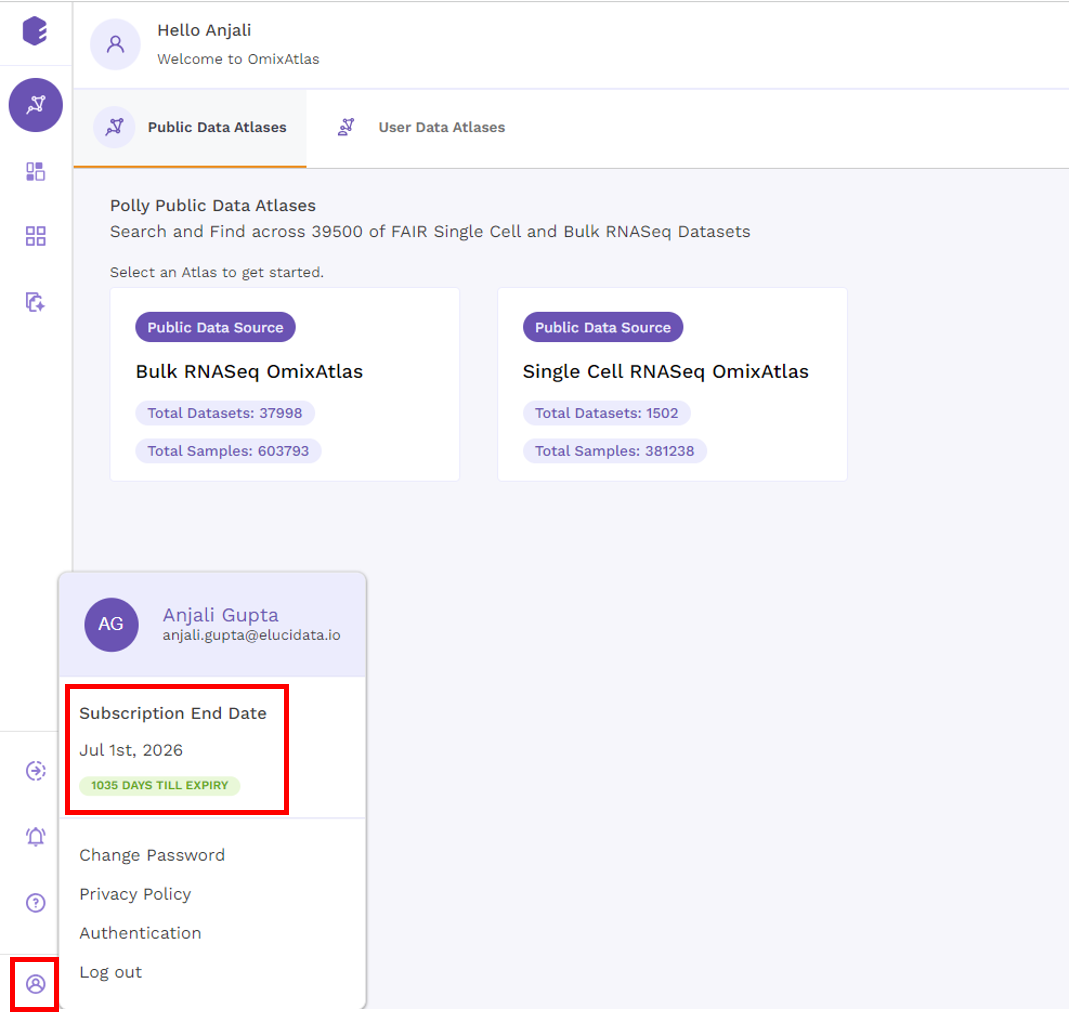 Hello Anjali
Welcome to OmixAtlas
Public Data Atlases
User Data Atlases
Polly Public Data Atlases
Search and Find across 39500 of FAIR Single Cell and Bulk RNASeq Datasets
Select an Atlas to get started.
Public Data Source
Bulk RNASeq OmixAtlas
Total Datasets: 37998
Total Samples: 603793
Public Data Source
Single Cell RNASeq OmixAtlas
Total Datasets: 1502
Total Samples: 381238
AG
Anjali Gupta
anjali.gupta@elucidata.io
Subscription End Date
Jul 1st, 2026
1035 DAYS TILL EXPIRY
Change Password
Privacy Policy
Authentication
Log out